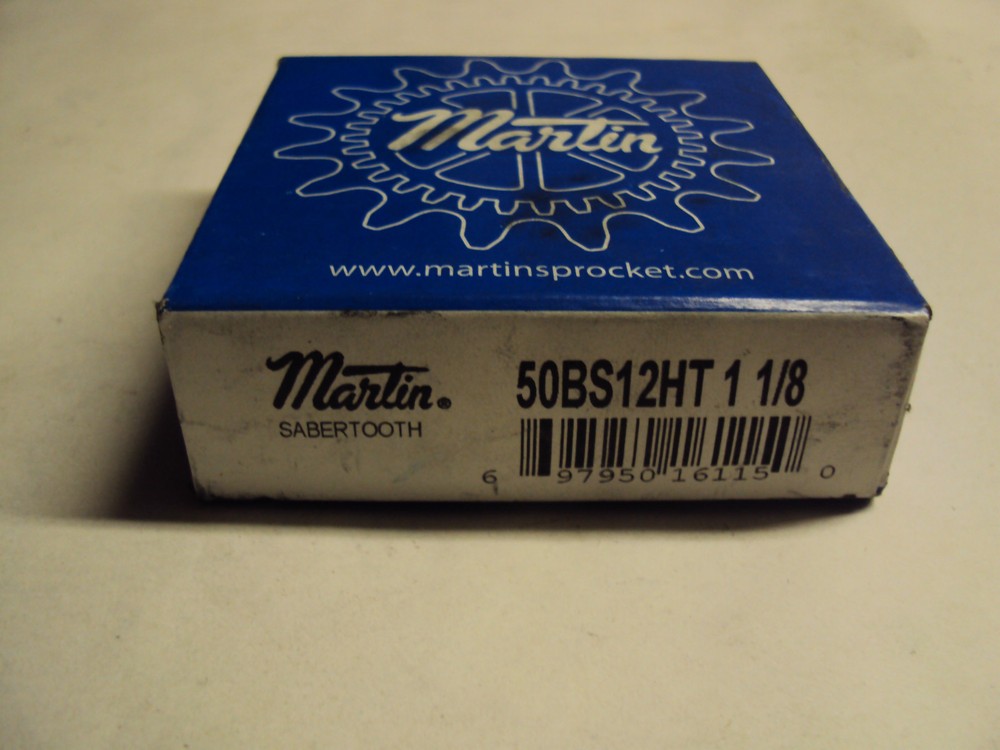 Martin
www.martinsprocket.com
Martin®
SABERTOOTH
50BS12HT 1 1/8
6 97950 16115 0